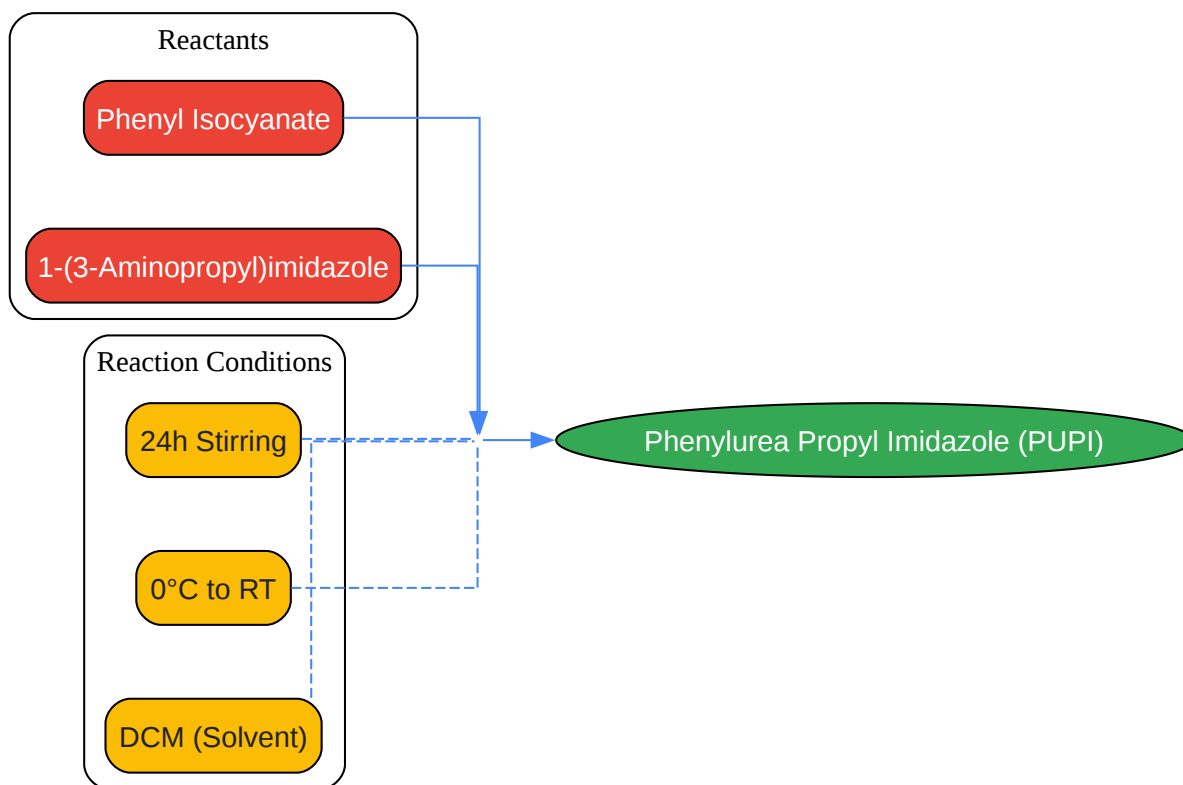 Reactants
Phenyl Isocyanate
1-(3-Aminopropyl)imidazole
Reaction Conditions
24h Stirring
0°C to RT
DCM (Solvent)
Phenylurea Propyl Imidazole (PUPI)